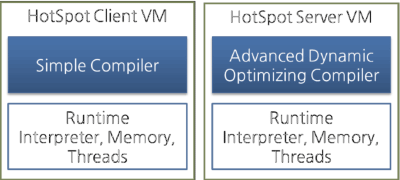 HotSpot Client VM
Simple Compiler
Runtime
Interpreter, Memory,
Threads
HotSpot Server VM
Advanced Dynamic
Optimizing Compiler
Runtime
Interpreter, Memory,
Threads